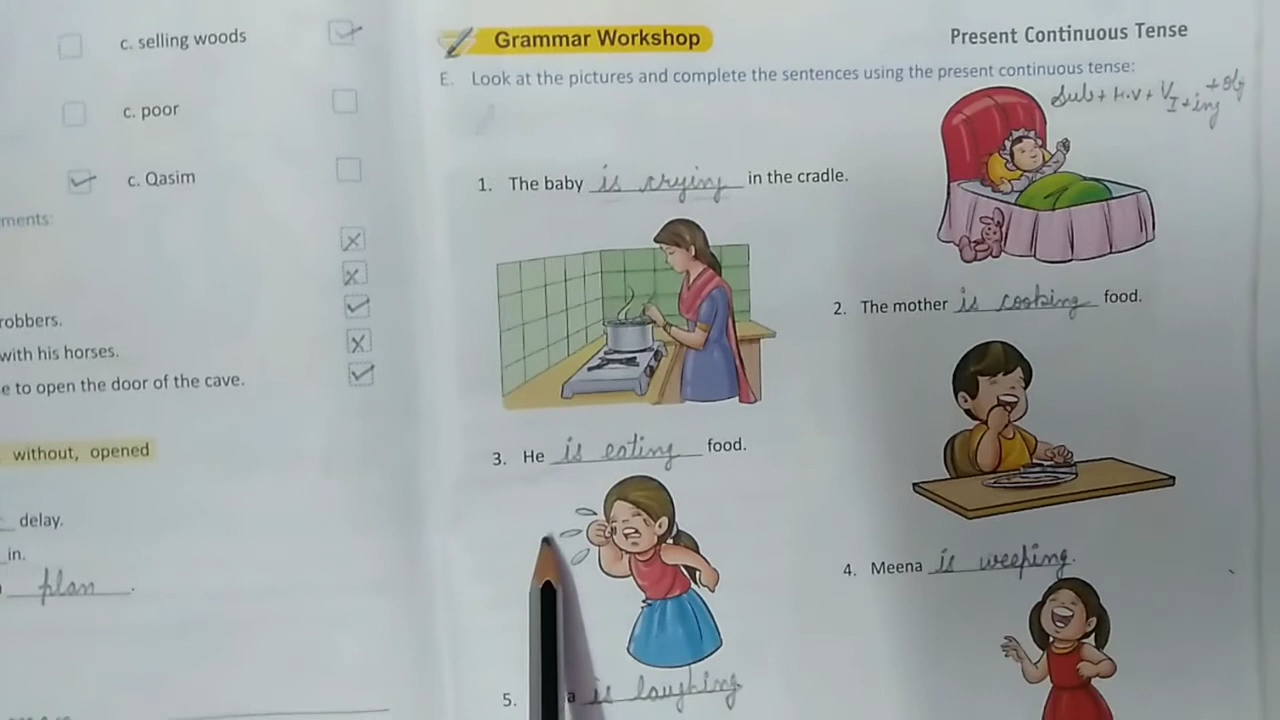 c. selling woods
c. poor
c. Qasim
ments:
robbers.
with his horses.
e to open the door of the cave.
without, opened
delay.
in.
plan.
Grammar Workshop
Present Continuous Tense
E. Look at the pictures and complete the sentences using the present continuous tense:
Sub + H.V + V I + ing + obj
1. The baby is crying in the cradle.
2. The mother is cooking food.
3. He is eating food.
4. Meena is weeping.
5. a is laughing